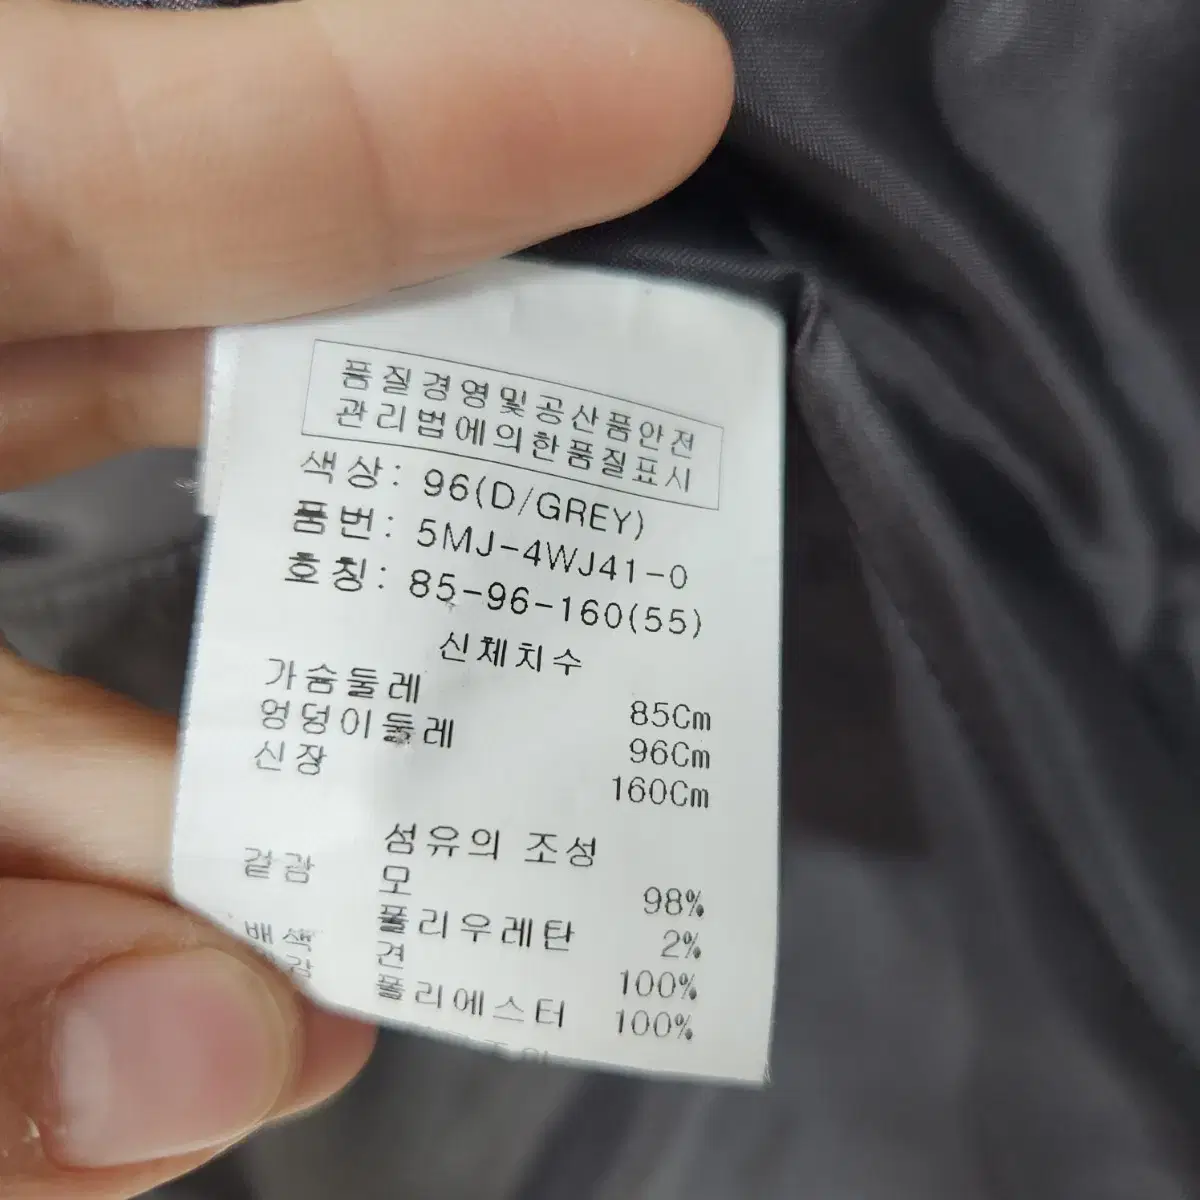 품질경영및공산품안전
관리법에의한품질표시
색상: 96(D/GREY)
품번: 5MJ-4WJ41-0
호칭: 85-96-160(55)
신체치수
가슴둘레 85Cm
엉덩이둘레 96Cm
신장 160Cm
섬유의 조성
겉감 모 98%
폴리우레탄 2%
배색 견 100%
폴리에스터 100%